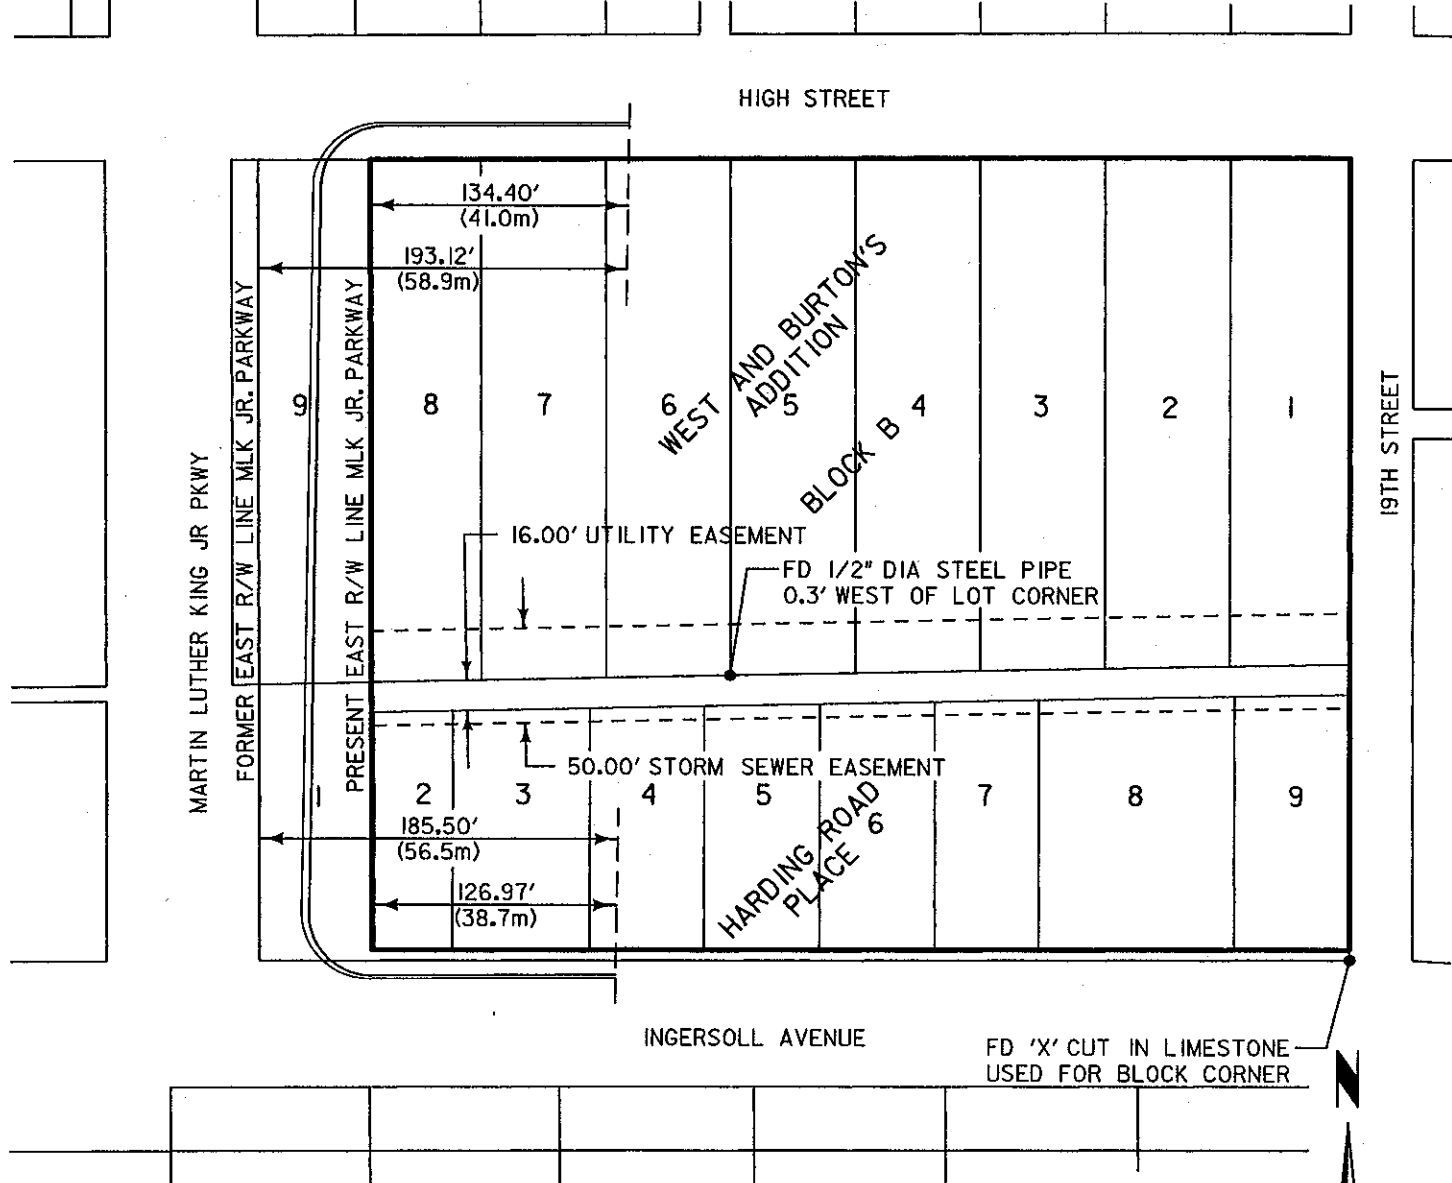 HIGH STREET
134.40'
(41.0m)
193.12'
(58.9m)
WEST AND BURTON'S
ADDITION
BLOCK B
9
8
7
6
5
4
3
2
1
MARTIN LUTHER KING JR PKWY
FORMER EAST R/W LINE MLK JR. PARKWAY
PRESENT EAST R/W LINE MLK JR. PARKWAY
19TH STREET
16.00' UTILITY EASEMENT
FD 1/2" DIA STEEL PIPE
0.3' WEST OF LOT CORNER
50.00' STORM SEWER EASEMENT
1
2
3
4
5
6
7
8
9
185.50'
(56.5m)
126.97'
(38.7m)
HARDING ROAD
PLACE
INGERSOLL AVENUE
FD 'X' CUT IN LIMESTONE
USED FOR BLOCK CORNER
N